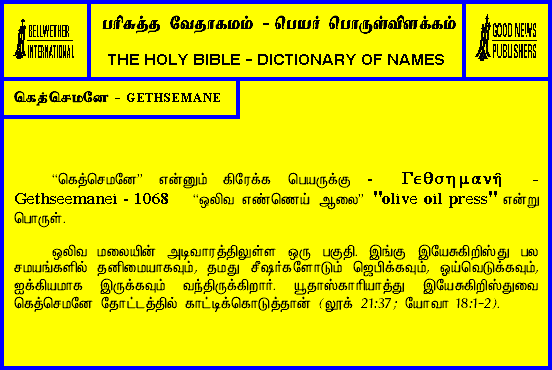 BELLWETHER
INTERNATIONAL
பரிசுத்த வேதாகமம் - பெயர் பொருள்விளக்கம்
THE HOLY BIBLE - DICTIONARY OF NAMES
GOOD NEWS
PUBLISHERS
கெத்செமனே - GETHSEMANE
“கெத்செமனே” என்னும் கிரேக்க பெயருக்கு - Γεθσημανῆ -
Gethseemanei - 1068 “ஒலிவ எண்ணெய் ஆலை” "olive oil press" என்று
பொருள்.
ஒலிவ மலையின் அடிவாரத்திலுள்ள ஒரு பகுதி. இங்கு இயேசுகிறிஸ்து பல
சமயங்களில் தனிமையாகவும், தமது சீஷர்களோடும் ஜெபிக்கவும், ஓய்வெடுக்கவும்,
ஐக்கியமாக இருக்கவும் வந்திருக்கிறார். யூதாஸ்காரியாத்து இயேசுகிறிஸ்துவை
கெத்செமனே தோட்டத்தில் காட்டிக்கொடுத்தான் (லூக் 21:37; யோவா 18:1-2).